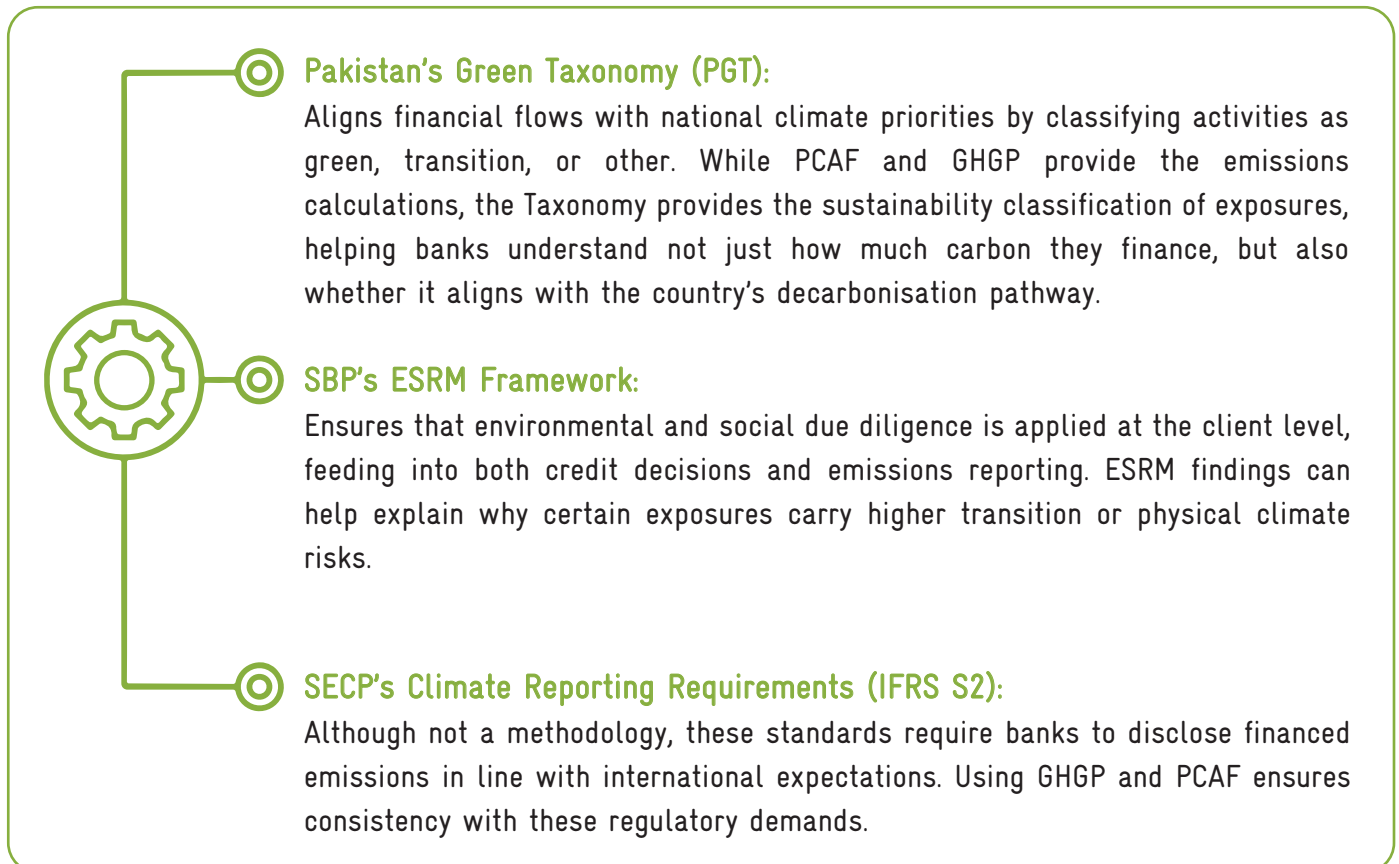 Pakistan's Green Taxonomy (PGT):
Aligns financial flows with national climate priorities by classifying activities as
green, transition, or other. While PCAF and GHGP provide the emissions
calculations, the Taxonomy provides the sustainability classification of exposures,
helping banks understand not just how much carbon they finance, but also
whether it aligns with the country's decarbonisation pathway.
SBP's ESRM Framework:
Ensures that environmental and social due diligence is applied at the client level,
feeding into both credit decisions and emissions reporting. ESRM findings can
help explain why certain exposures carry higher transition or physical climate
risks.
SECP's Climate Reporting Requirements (IFRS S2):
Although not a methodology, these standards require banks to disclose financed
emissions in line with international expectations. Using GHGP and PCAF ensures
consistency with these regulatory demands.